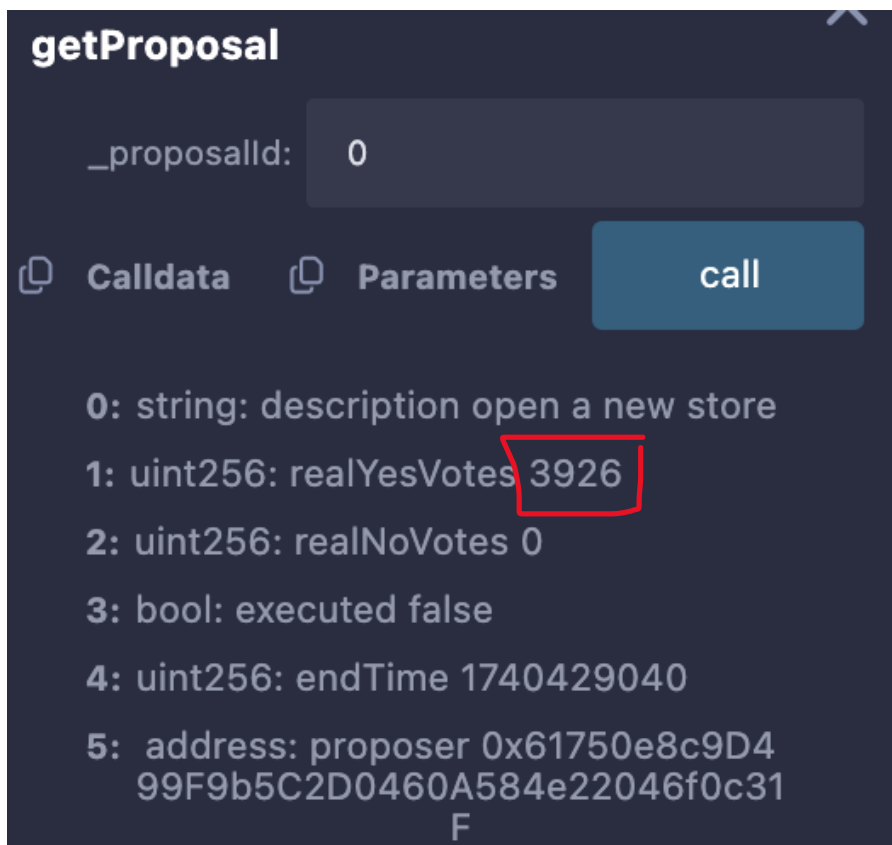 getProposal
_proposalId: 0
Calldata Parameters call
0: string: description open a new store
1: uint256: realYesVotes 3926
2: uint256: realNoVotes 0
3: bool: executed false
4: uint256: endTime 1740429040
5: address: proposer 0x61750e8c9D4
99F9b5C2D0460A584e22046f0c31
F